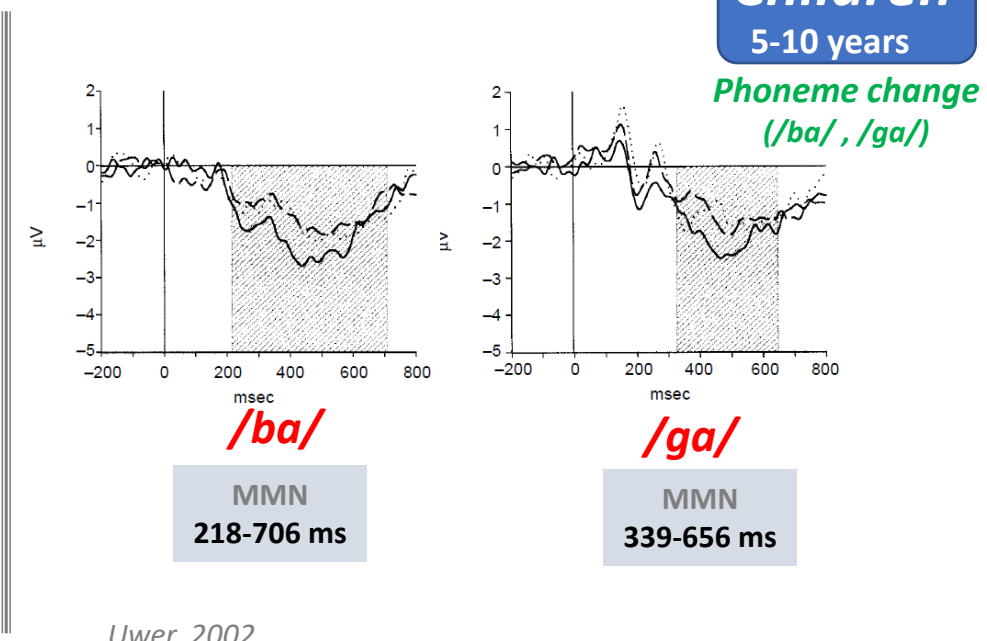 Children
5-10 years
Phoneme change
(/ba/ , /ga/)
2
1
0
–1
–2
–3
–4
–5
µV
–200 0 200 400 600 800
msec
2
1
0
–1
–2
–3
–4
–5
µV
–200 0 200 400 600 800
msec
/ba/
/ga/
MMN
218-706 ms
MMN
339-656 ms
Uwer, 2002